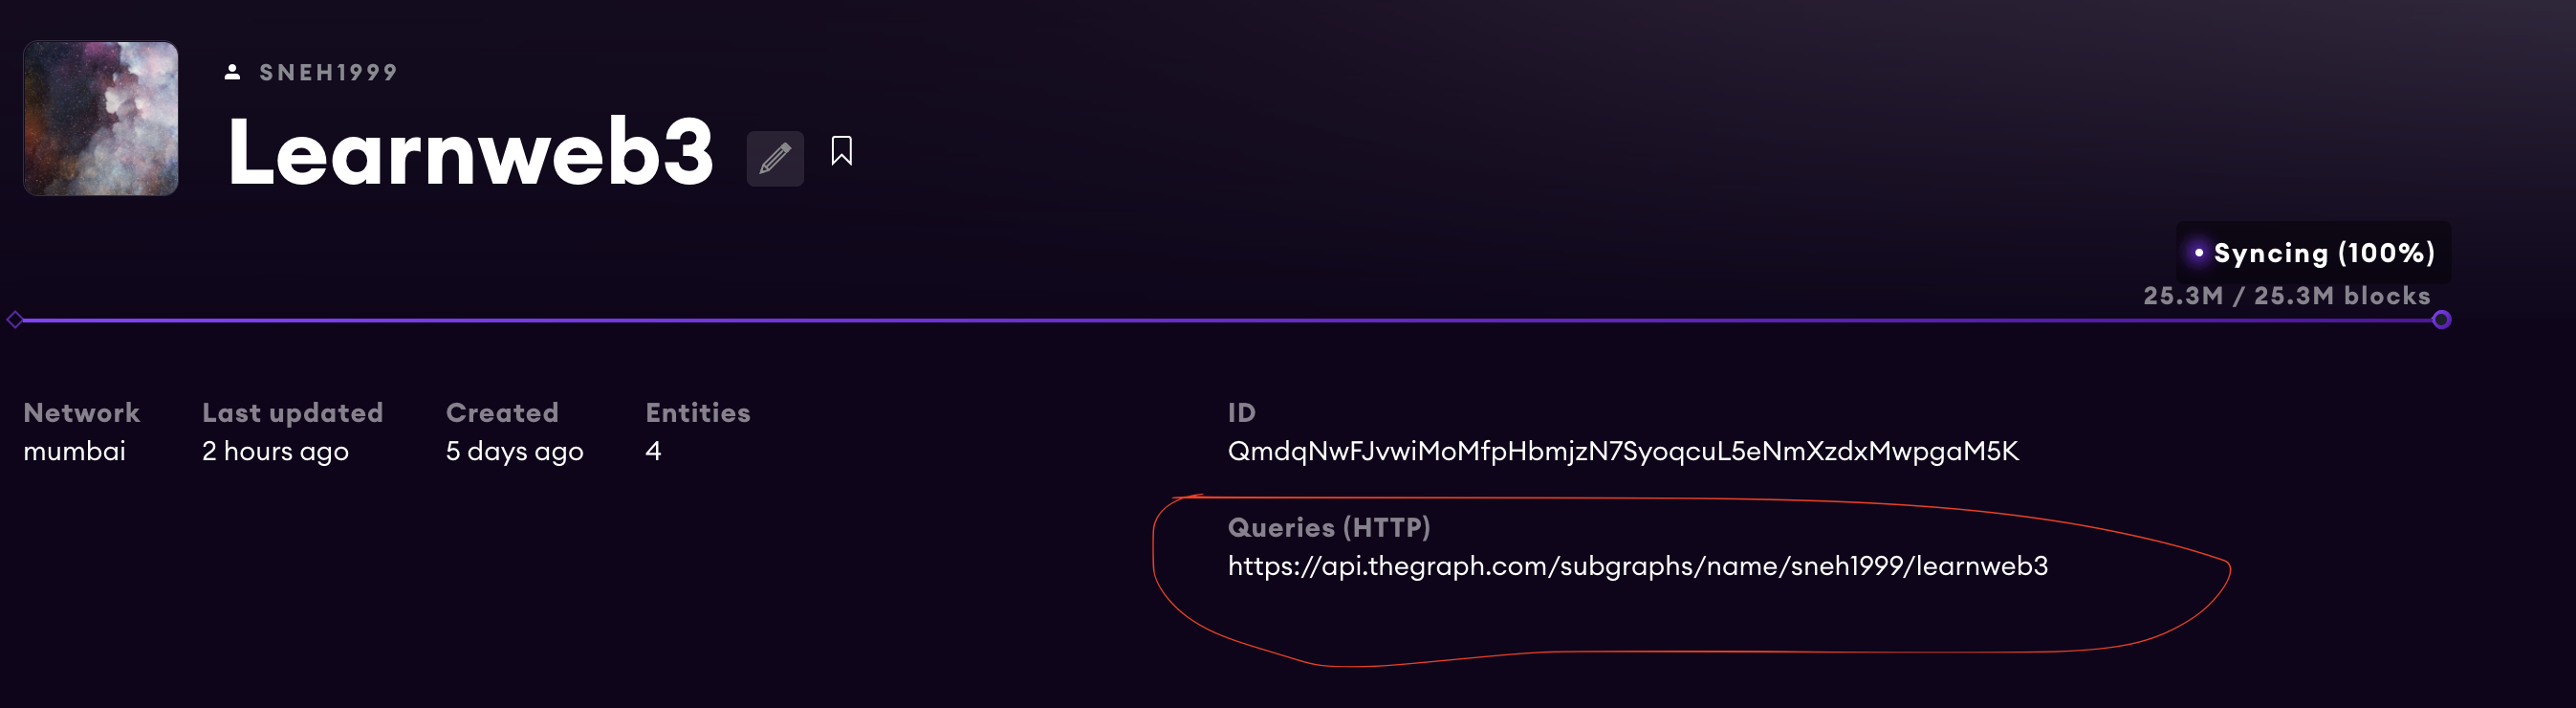 SNEH1999
Learnweb3
Syncing (100%)
25.3M / 25.3M blocks
Network
mumbai
Last updated
2 hours ago
Created
5 days ago
Entities
4
ID
QmdqNwFJvwiMoMfpHbmjzN7SyoqcuL5eNmXzdxMwpgaM5K
Queries (HTTP)
https://api.thegraph.com/subgraphs/name/sneh1999/learnweb3